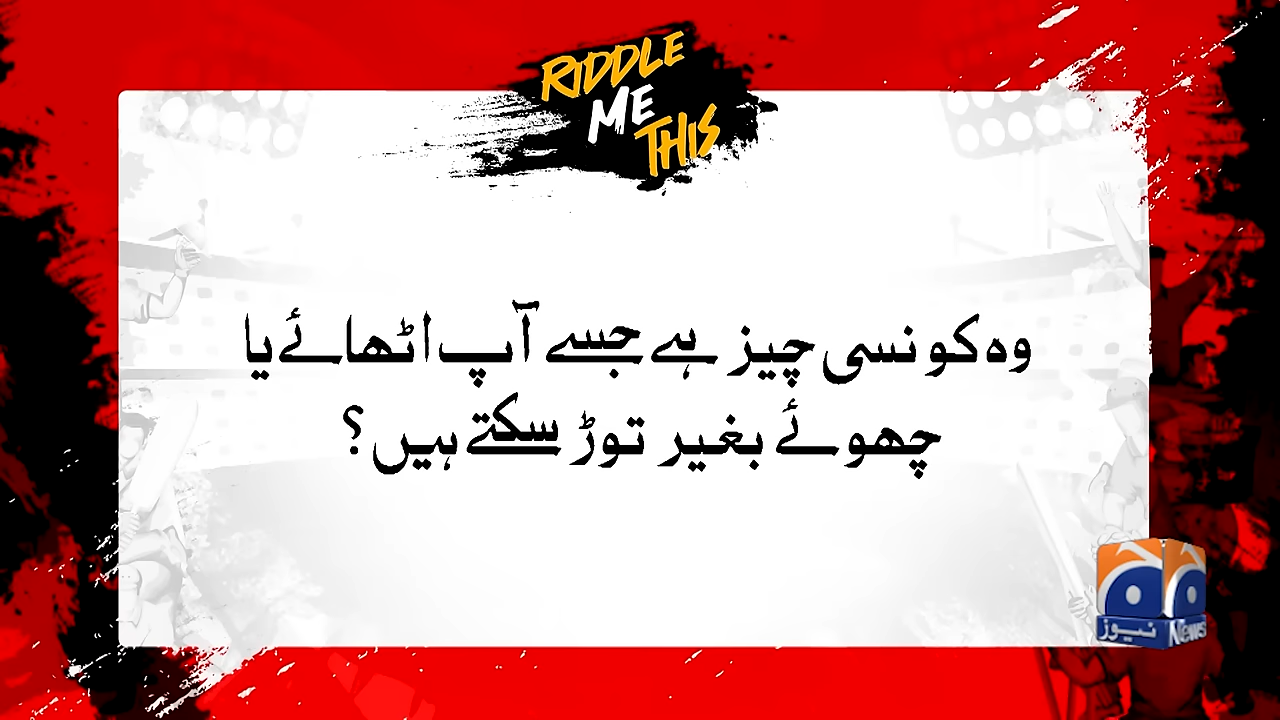 RIDDLE
ME
THIS
وہ کونسی چیز ہے جسے آپ اٹھائے یا
چھوئے بغیر توڑ سکتے ہیں؟
نیوز News